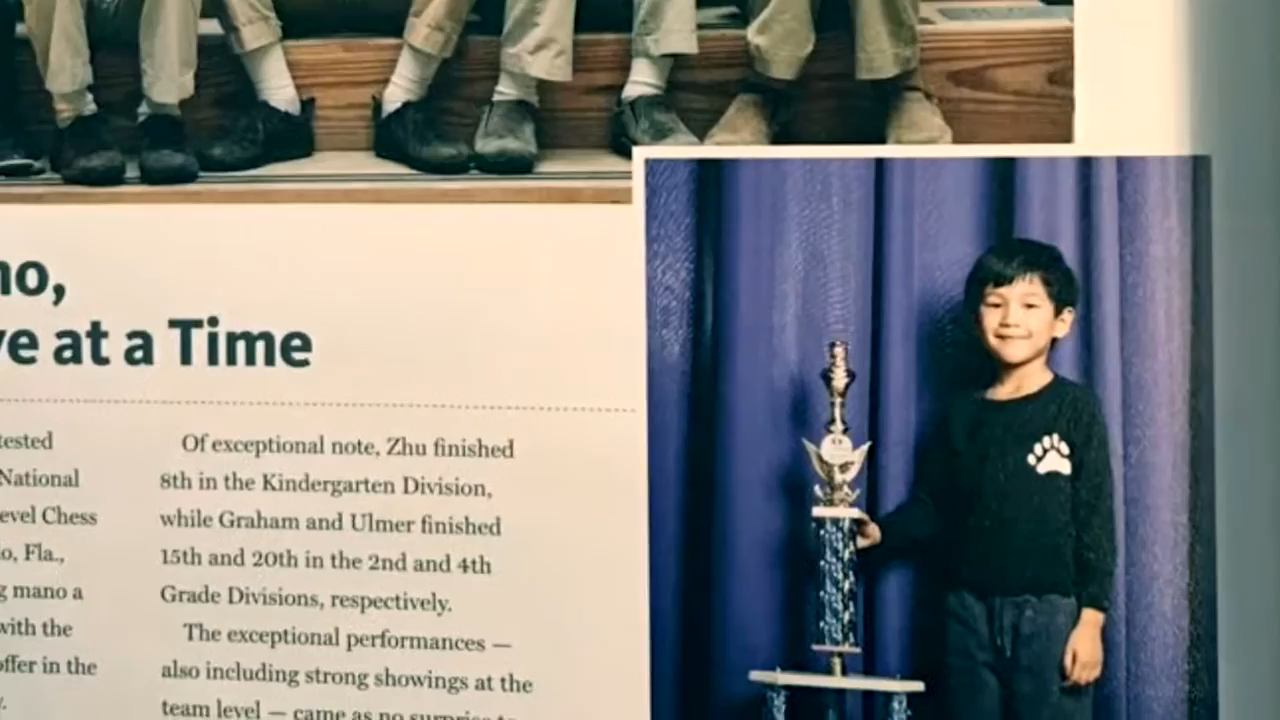 no,
ve at a Time
tested
National
evel Chess
o, Fla.,
g mano a
with the
offer in the
Of exceptional note, Zhu finished
8th in the Kindergarten Division,
while Graham and Ulmer finished
15th and 20th in the 2nd and 4th
Grade Divisions, respectively.
The exceptional performances —
also including strong showings at the
team level — came as no surprise to